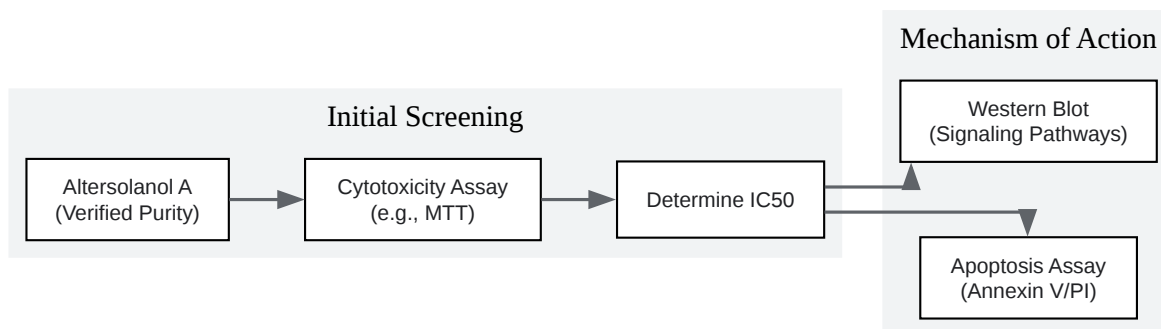 Initial Screening
Altersolanol A
(Verified Purity)
Cytotoxicity Assay
(e.g., MTT)
Determine IC50
Mechanism of Action
Western Blot
(Signaling Pathways)
Apoptosis Assay
(Annexin V/PI)